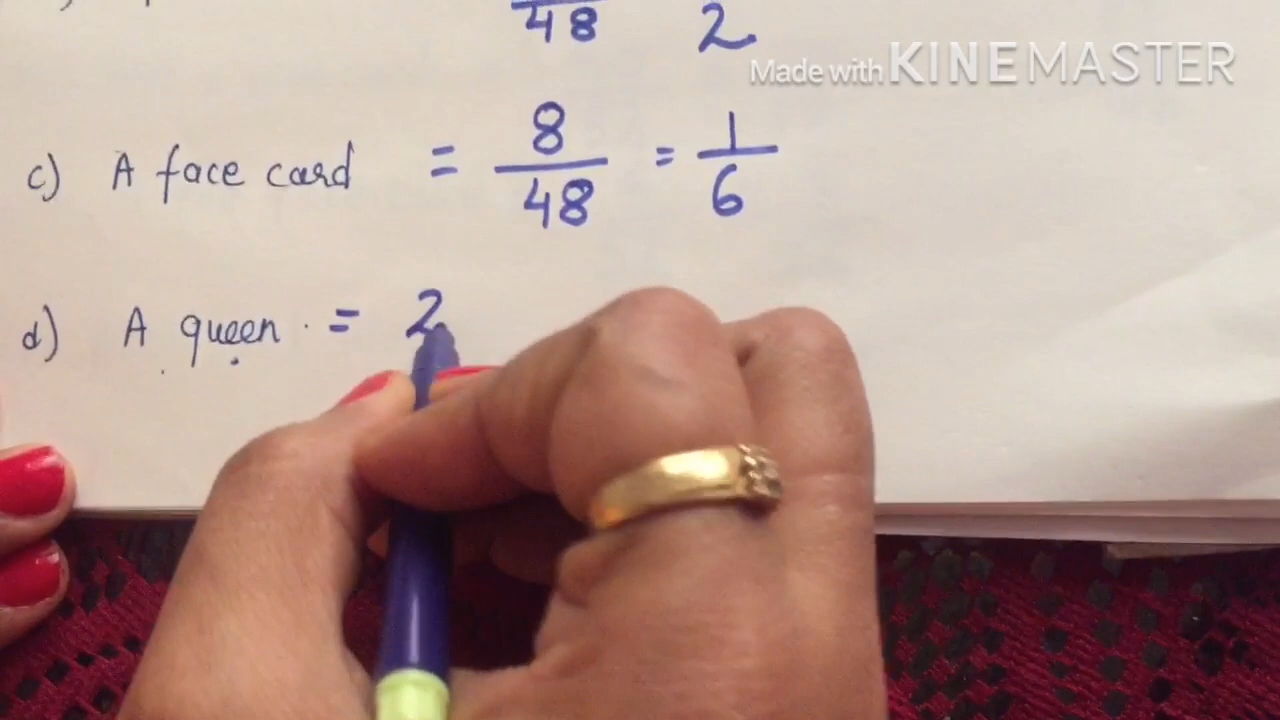 48 2
Made with KINEMASTER
c) A face card = 8/48 = 1/6
d) A queen = 2